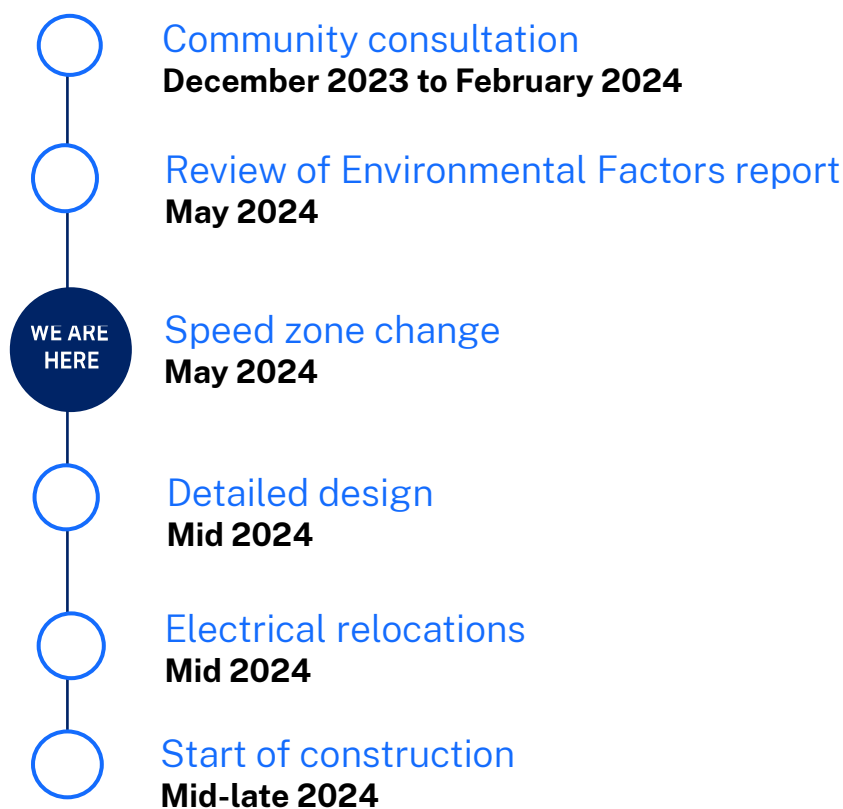 Community consultation
December 2023 to February 2024
Review of Environmental Factors report
May 2024
WE ARE
HERE
Speed zone change
May 2024
Detailed design
Mid 2024
Electrical relocations
Mid 2024
Start of construction
Mid-late 2024